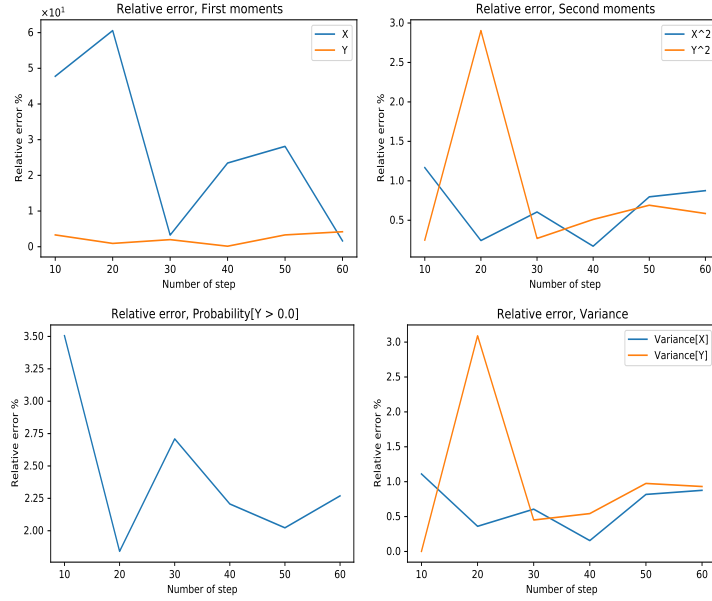 Relative error, First moments
×10¹
X
Y
6
5
4
3
2
1
0
Relative error %
10 20 30 40 50 60
Number of step
Relative error, Second moments
X^2
Y^2
3.0
2.5
2.0
1.5
1.0
0.5
Relative error %
10 20 30 40 50 60
Number of step
Relative error, Probability[Y > 0.0]
3.50
3.25
3.00
2.75
2.50
2.25
2.00
Relative error %
10 20 30 40 50 60
Number of step
Relative error, Variance
Variance[X]
Variance[Y]
3.0
2.5
2.0
1.5
1.0
0.5
0.0
Relative error %
10 20 30 40 50 60
Number of step